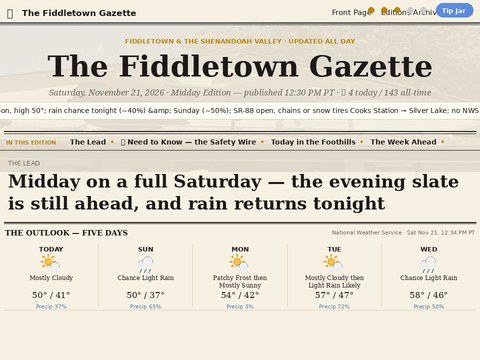 The Fiddletown Gazette
Front Page Editions Archiv Tip Jar
FIDDLETOWN & THE SHENANDOAH VALLEY · UPDATED ALL DAY
The Fiddletown Gazette
Saturday, November 21, 2026 · Midday Edition — published 12:30 PM PT · 4 today / 143 all-time
on, high 50°; rain chance tonight (~40%) &amp; Sunday (~50%); SR-88 open, chains or snow tires Cooks Station → Silver Lake; no NWS
IN THIS EDITION The Lead • Need to Know — the Safety Wire • Today in the Foothills • The Week Ahead •
THE LEAD
Midday on a full Saturday — the evening slate
is still ahead, and rain returns tonight
THE OUTLOOK — FIVE DAYS
National Weather Service · Sat Nov 21, 12:34 PM PT
TODAY
Mostly Cloudy
50° / 41°
Precip 37%
SUN
Chance Light Rain
50° / 37°
Precip 65%
MON
Patchy Frost then
Mostly Sunny
54° / 42°
Precip 3%
TUE
Mostly Cloudy then
Light Rain Likely
57° / 47°
Precip 72%
WED
Chance Light Rain
58° / 46°
Precip 50%